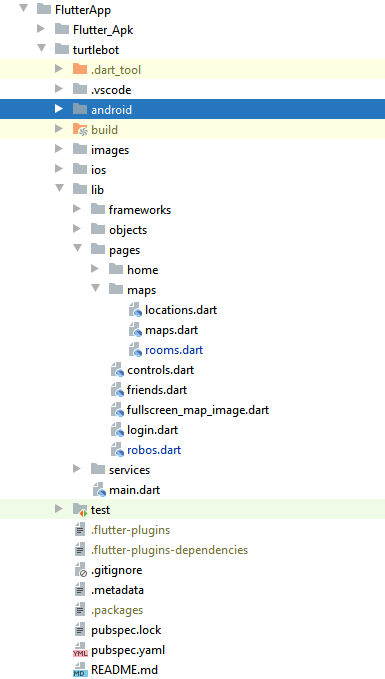 FlutterApp
Flutter_Apk
turtlebot
.dart_tool
.vscode
android
build
images
ios
lib
frameworks
objects
pages
home
maps
locations.dart
maps.dart
rooms.dart
controls.dart
friends.dart
fullscreen_map_image.dart
login.dart
robos.dart
services
main.dart
test
.flutter-plugins
.flutter-plugins-dependencies
.gitignore
.metadata
.packages
pubspec.lock
YML pubspec.yaml
MD README.md